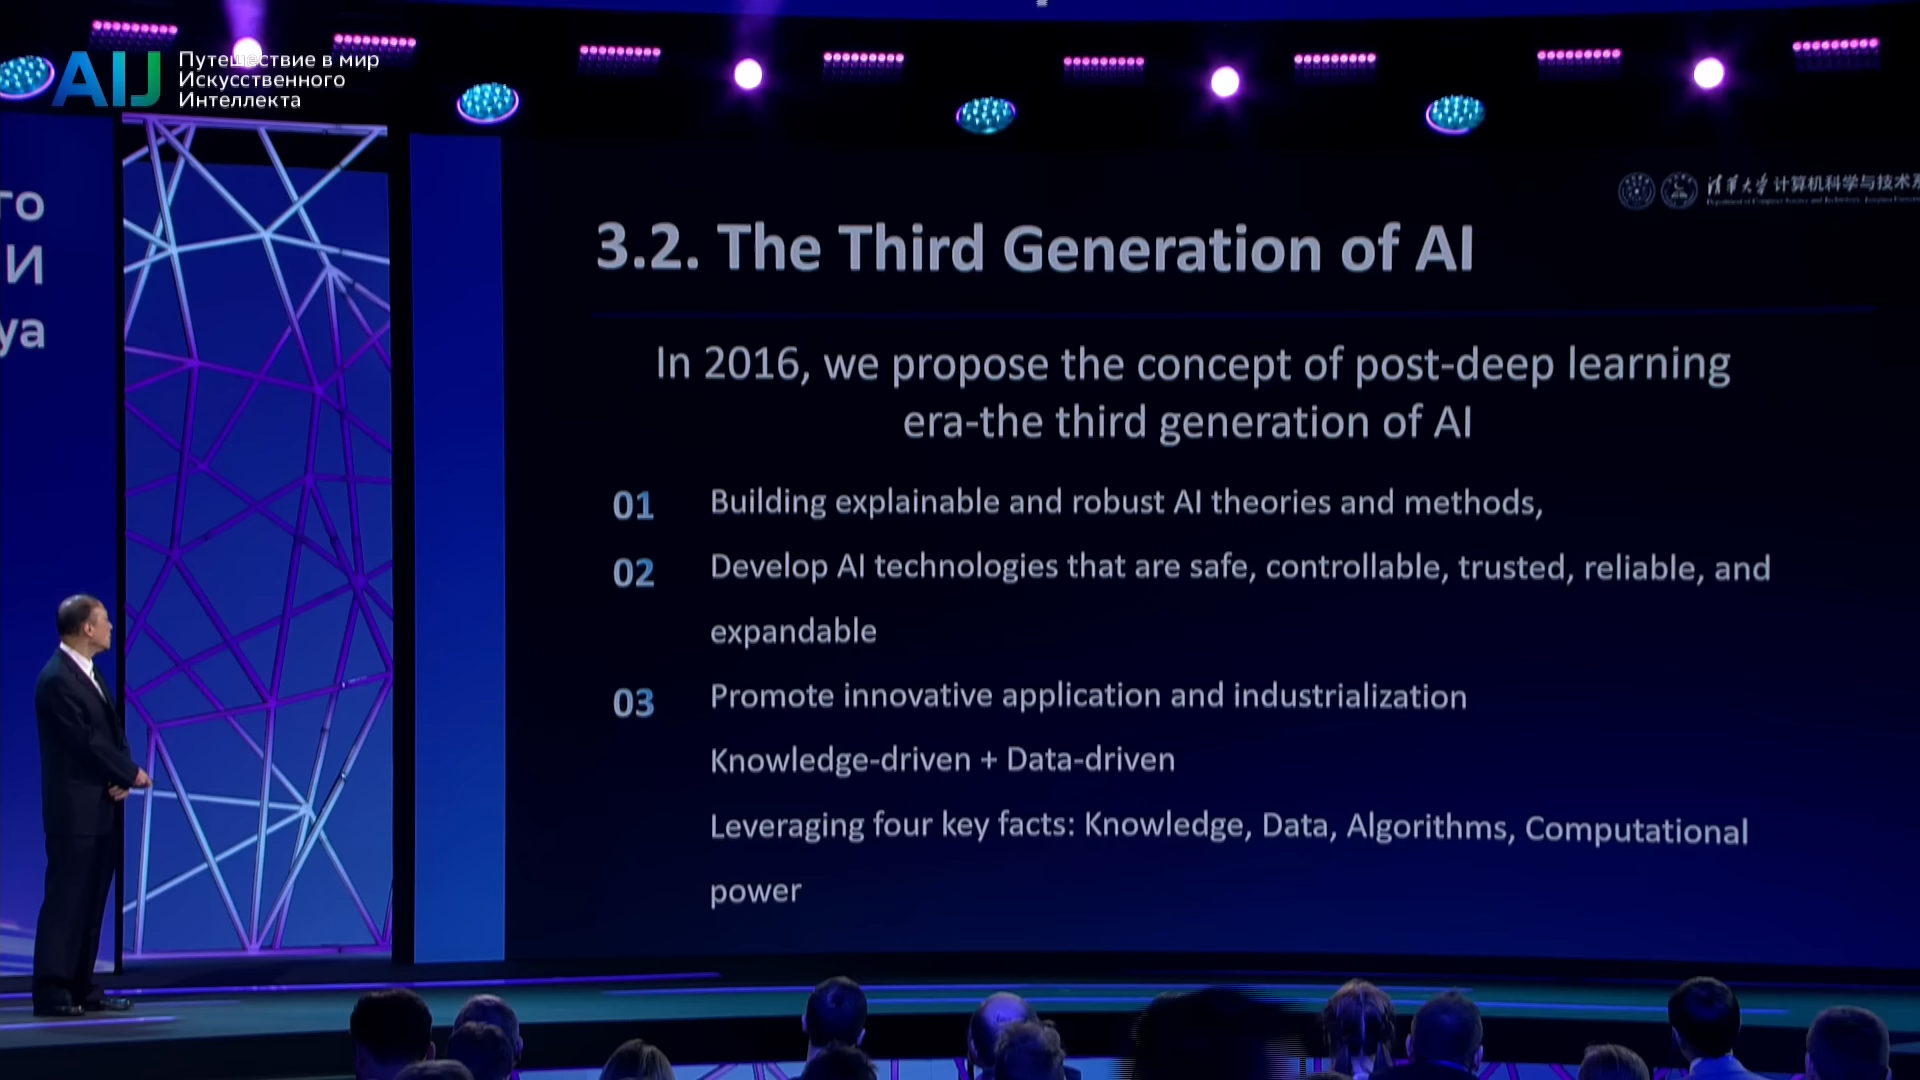 AIJ
Путешествие в мир
Искусственного
Интеллекта
го
И
уа
清华大学计算机科学与技术系
3.2. The Third Generation of AI
In 2016, we propose the concept of post-deep learning
era-the third generation of AI
01 Building explainable and robust AI theories and methods,
02 Develop AI technologies that are safe, controllable, trusted, reliable, and
expandable
03 Promote innovative application and industrialization
Knowledge-driven + Data-driven
Leveraging four key facts: Knowledge, Data, Algorithms, Computational
power